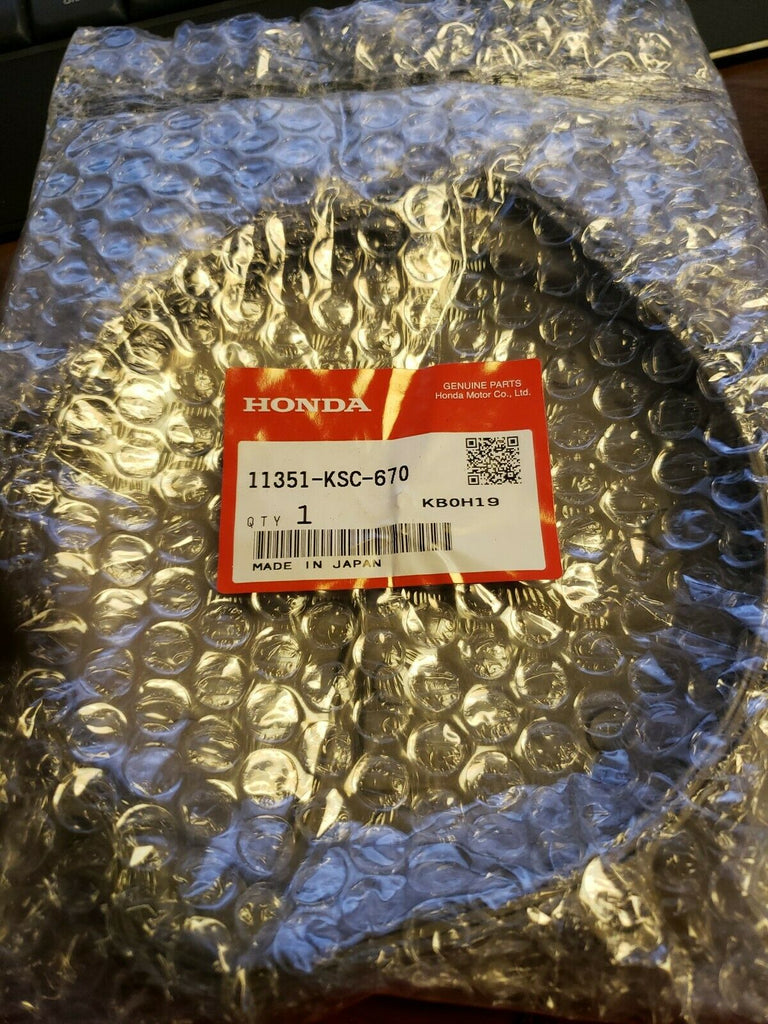 HONDA
GENUINE PARTS
Honda Motor Co., Ltd.
11351-KSC-670
QTY 1
KB0H19
MADE IN JAPAN